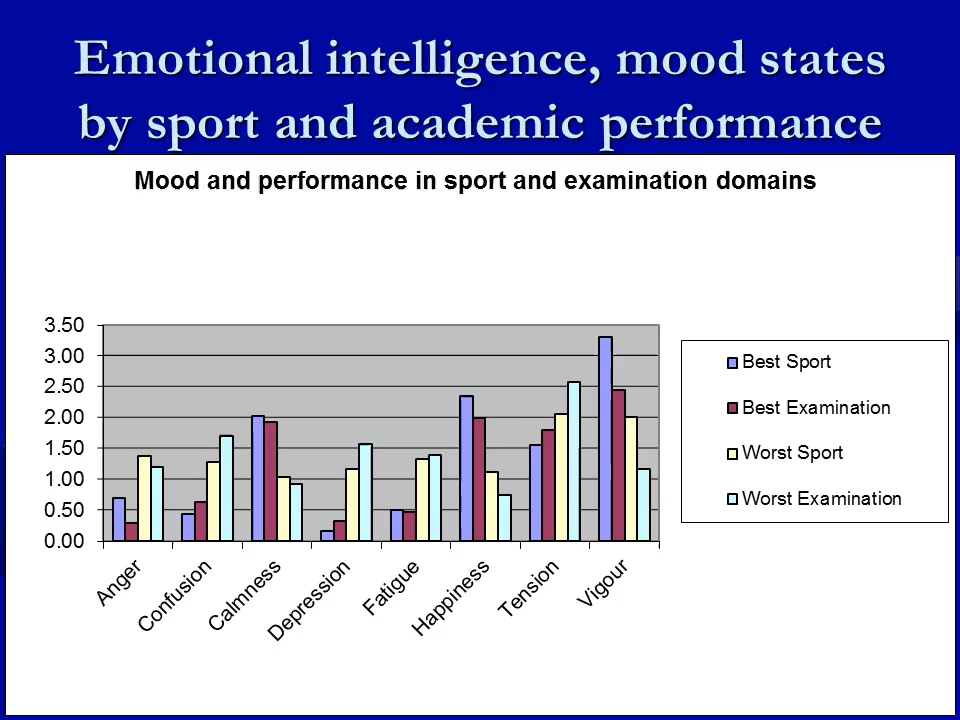 Emotional intelligence, mood states
by sport and academic performance
Mood and performance in sport and examination domains
3.50
3.00
2.50
2.00
1.50
1.00
0.50
0.00
Anger
Confusion
Calmness
Depression
Fatigue
Happiness
Tension
Vigour
Best Sport
Best Examination
Worst Sport
Worst Examination